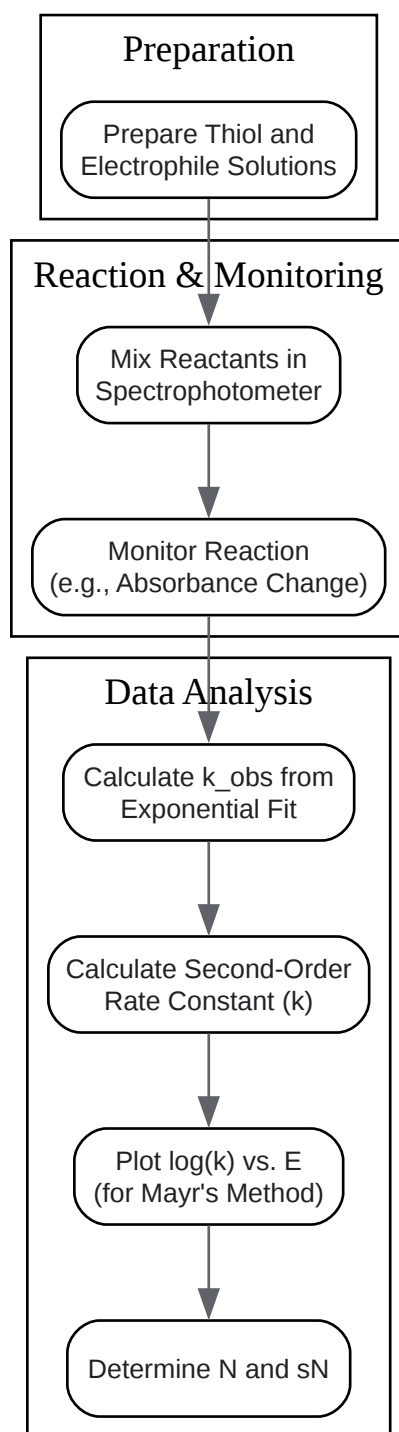 Preparation
Prepare Thiol and
Electrophile Solutions
Reaction & Monitoring
Mix Reactants in
Spectrophotometer
Monitor Reaction
(e.g., Absorbance Change)
Data Analysis
Calculate k_obs from
Exponential Fit
Calculate Second-Order
Rate Constant (k)
Plot log(k) vs. E
(for Mayr's Method)
Determine N and sN